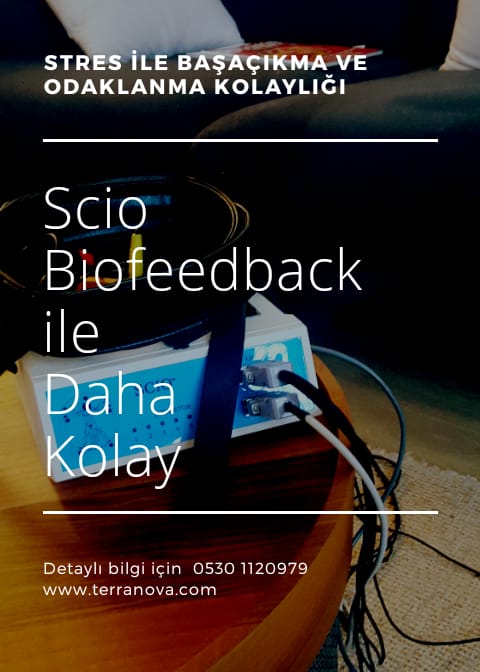 STRES İLE BAŞAÇIKMA VE
ODAKLANMA KOLAYLIĞI
Scio
Biofeedback
ile
Daha
Kolay
SCIO
Detaylı bilgi için 0530 1120979
www.terranova.com